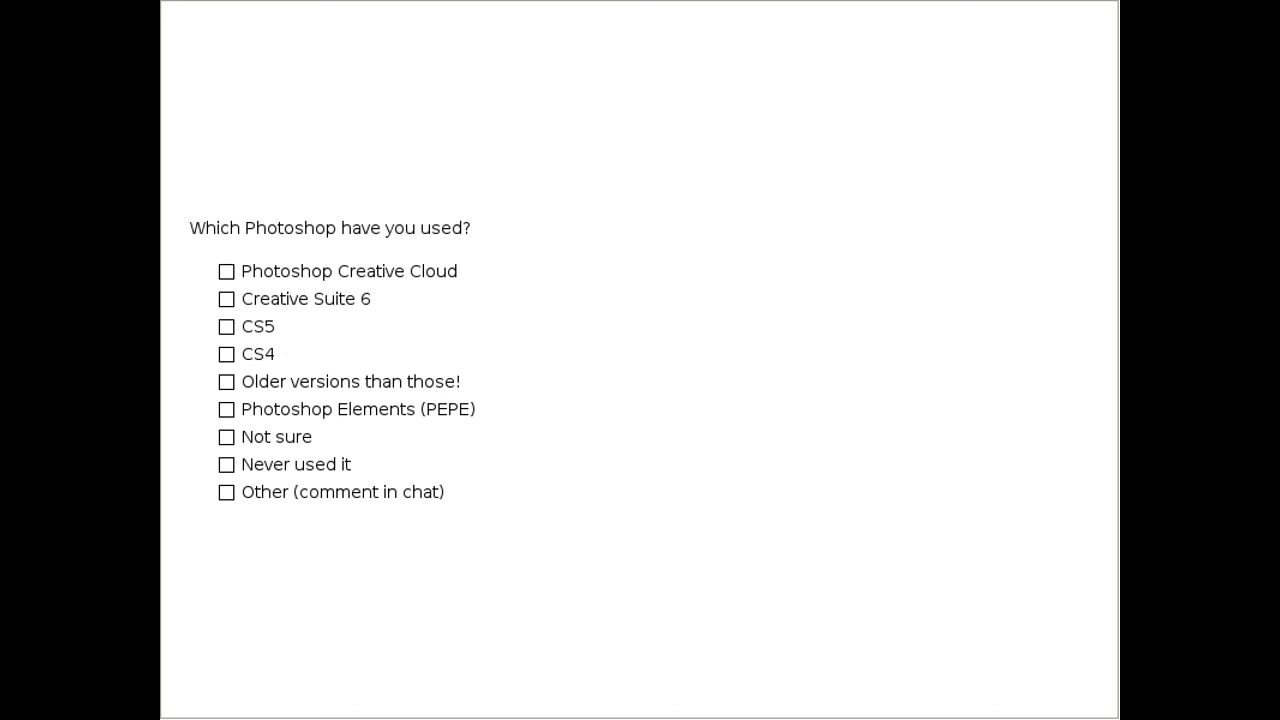 Which Photoshop have you used?
Photoshop Creative Cloud
Creative Suite 6
CS5
CS4
Older versions than those!
Photoshop Elements (PEPE)
Not sure
Never used it
Other (comment in chat)